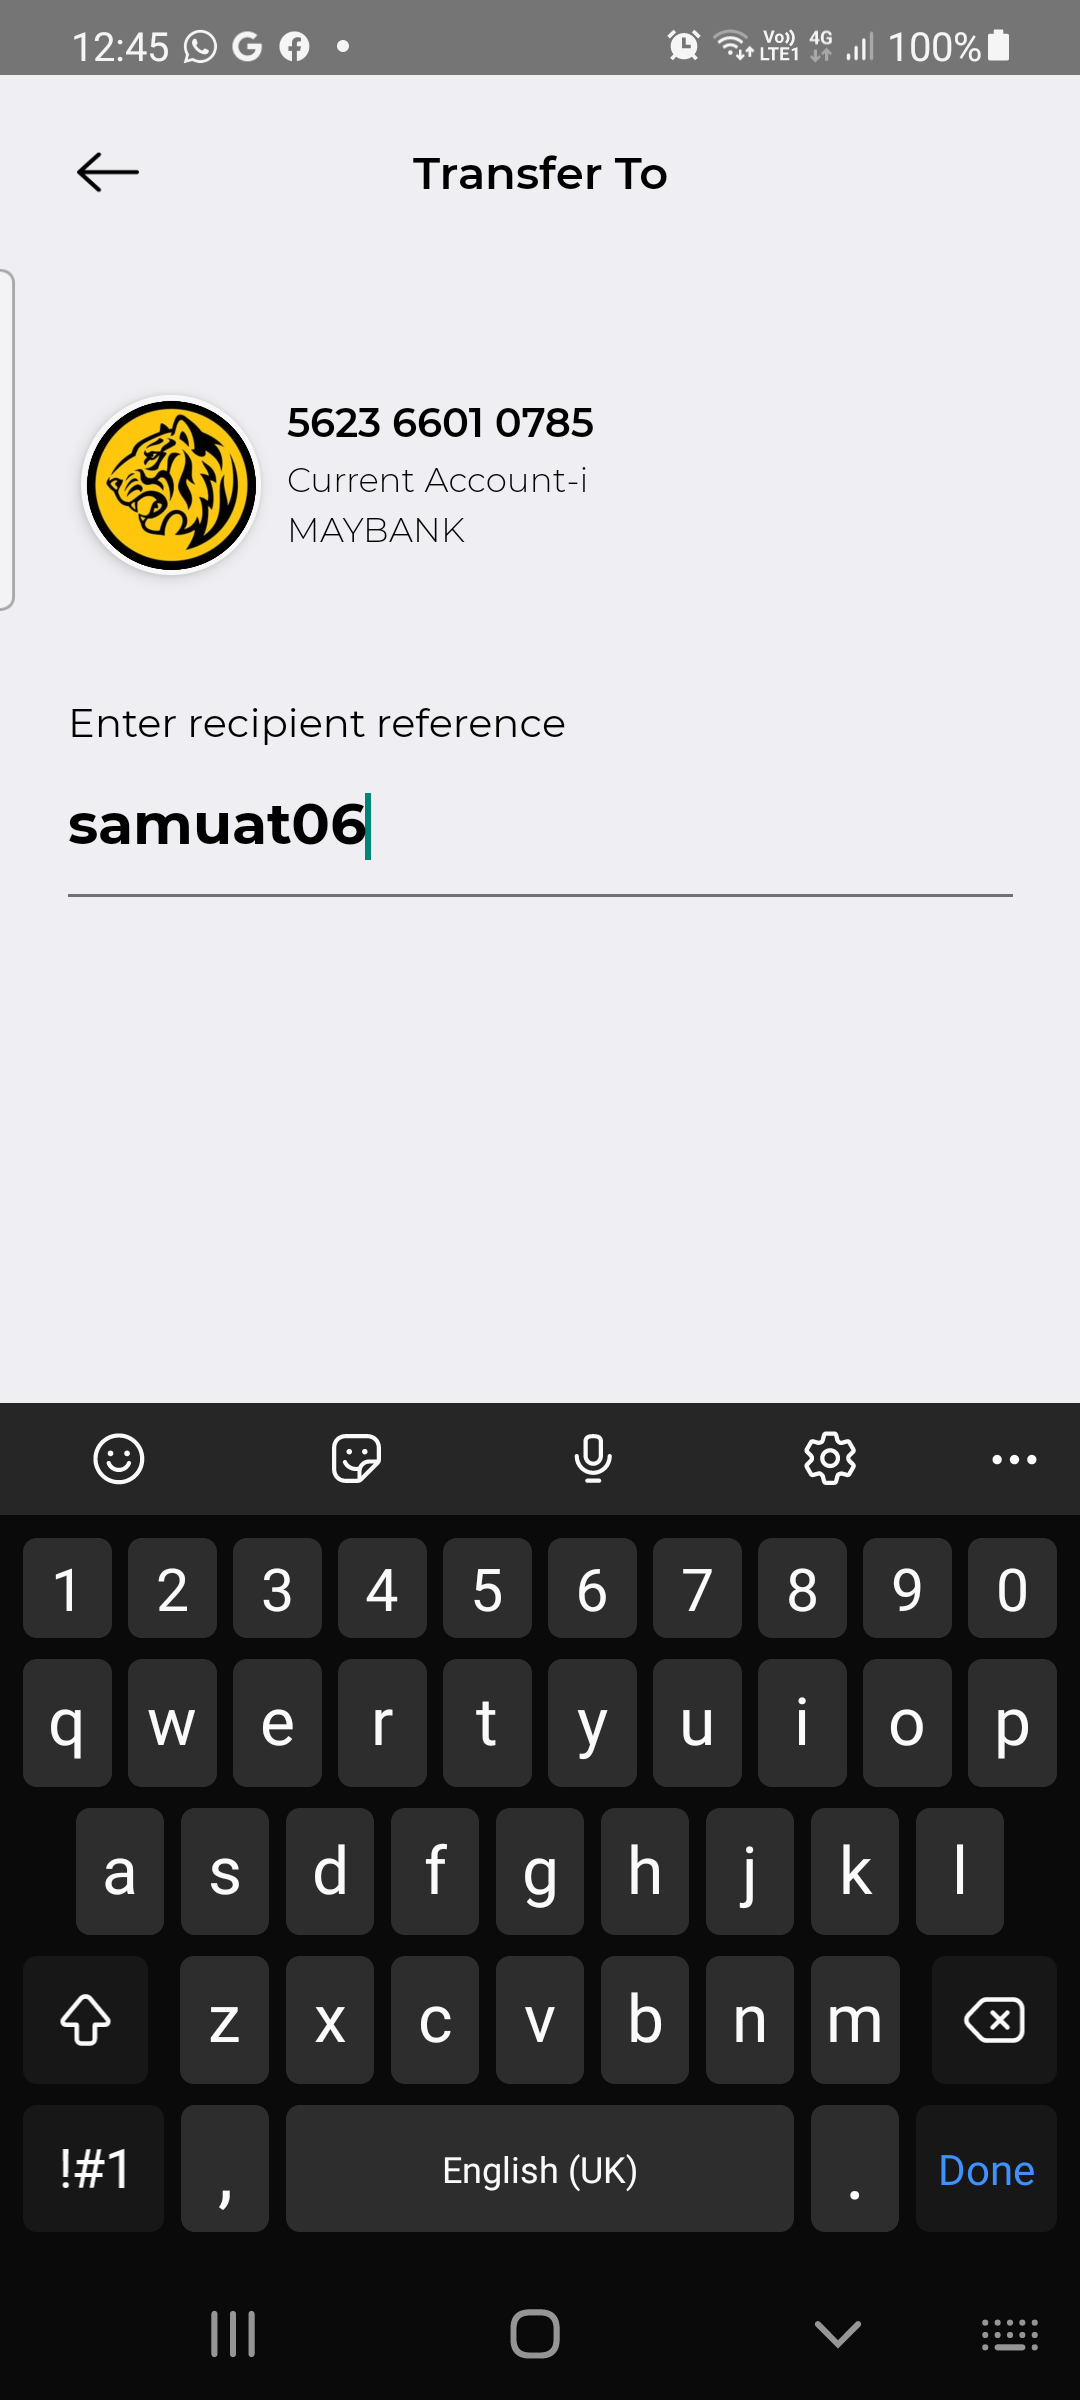 12:45 Vo)) LTE1 4G 100%
Transfer To
5623 6601 0785
Current Account-i
MAYBANK
Enter recipient reference
samuat06
1 2 3 4 5 6 7 8 9 0
q w e r t y u i o p
a s d f g h j k l
z x c v b n m
!#1 , English (UK) . Done